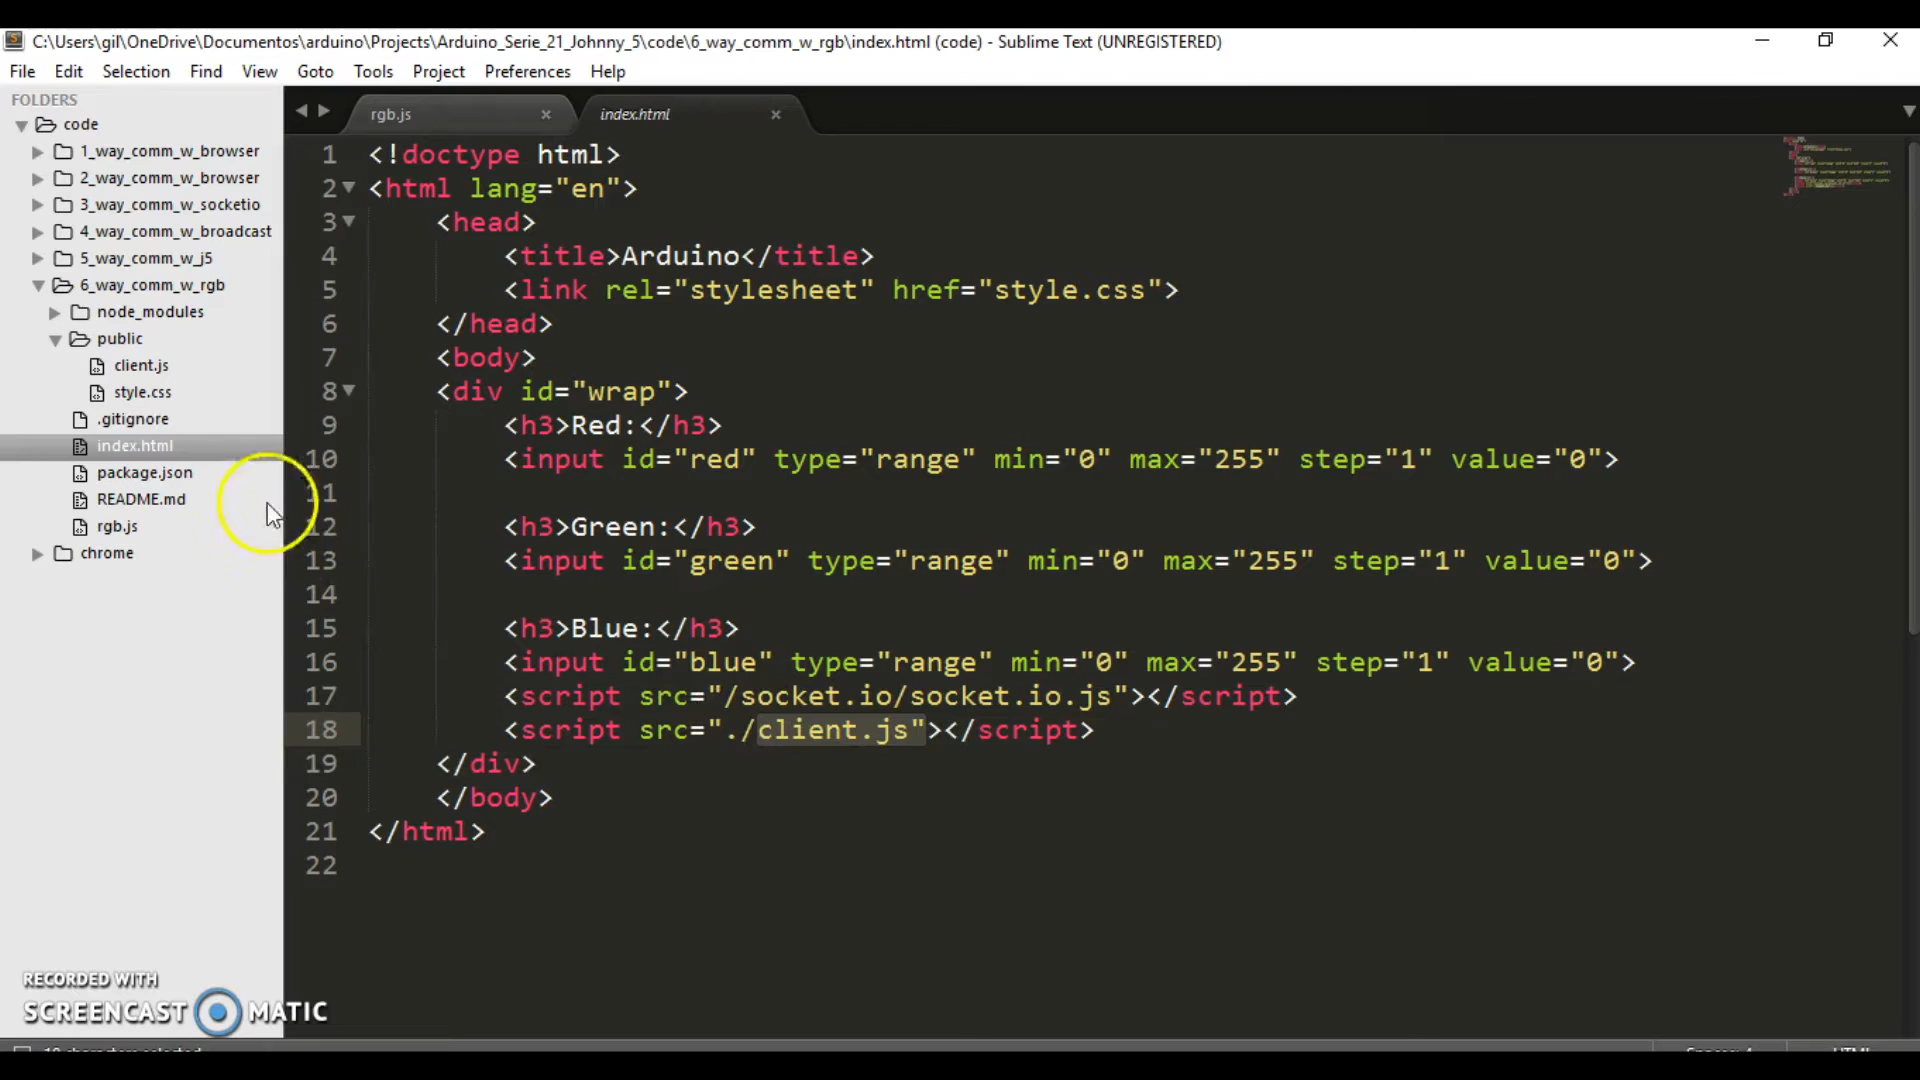 C:\Users\gil\OneDrive\Documentos\arduino\Projects\Arduino_Serie_21_Johnny_5\code\6_way_comm_w_rgb\index.html (code) - Sublime Text (UNREGISTERED)
File Edit Selection Find View Goto Tools Project Preferences Help
FOLDERS
code
1_way_comm_w_browser
2_way_comm_w_browser
3_way_comm_w_socketio
4_way_comm_w_broadcast
5_way_comm_w_j5
6_way_comm_w_rgb
node_modules
public
client.js
style.css
.gitignore
index.html
package.json
README.md
rgb.js
chrome
rgb.js index.html
1 <!doctype html>
2 <html lang="en">
3 <head>
4 <title>Arduino</title>
5 <link rel="stylesheet" href="style.css">
6 </head>
7 <body>
8 <div id="wrap">
9 <h3>Red:</h3>
10 <input id="red" type="range" min="0" max="255" step="1" value="0">
11
12 <h3>Green:</h3>
13 <input id="green" type="range" min="0" max="255" step="1" value="0">
14
15 <h3>Blue:</h3>
16 <input id="blue" type="range" min="0" max="255" step="1" value="0">
17 <script src="/socket.io/socket.io.js"></script>
18 <script src="./client.js"></script>
19 </div>
20 </body>
21 </html>
22
RECORDED WITH
SCREENCAST MATIC